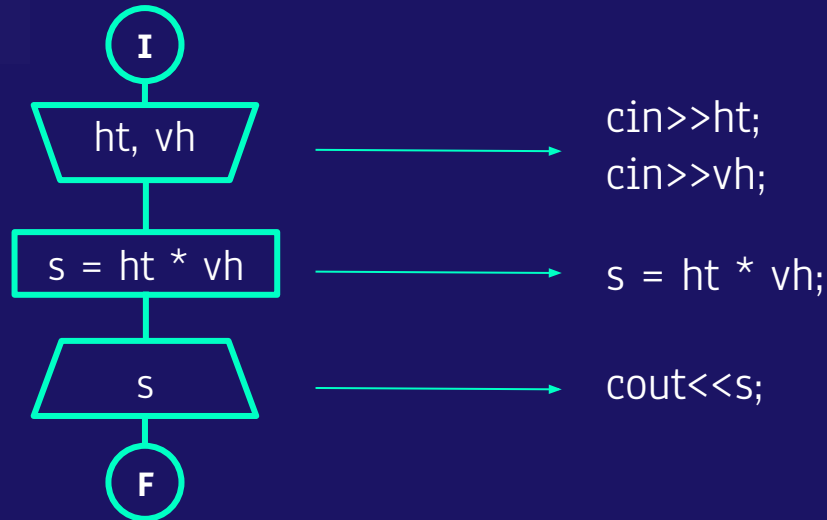 I
ht, vh
cin>>ht;
cin>>vh;
s = ht * vh
s = ht * vh;
s
cout<<s;
F